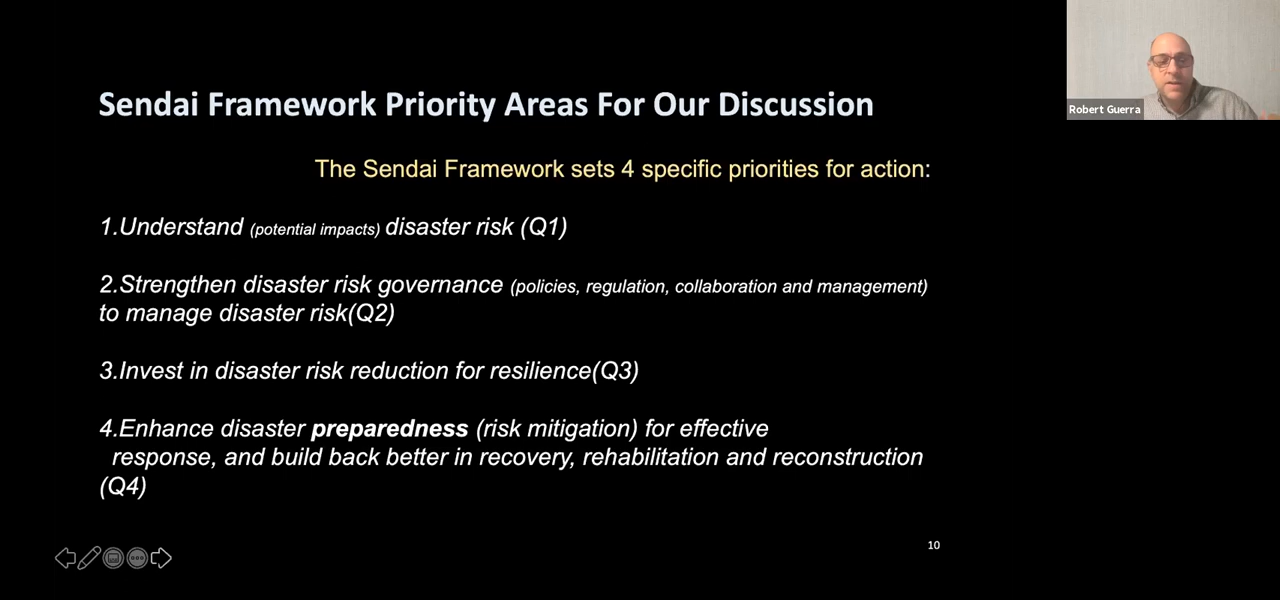 Sendai Framework Priority Areas For Our Discussion
Robert Guerra
The Sendai Framework sets 4 specific priorities for action:
1.Understand (potential impacts) disaster risk (Q1)
2.Strengthen disaster risk governance (policies, regulation, collaboration and management)
to manage disaster risk(Q2)
3.Invest in disaster risk reduction for resilience(Q3)
4.Enhance disaster preparedness (risk mitigation) for effective
response, and build back better in recovery, rehabilitation and reconstruction
(Q4)
10